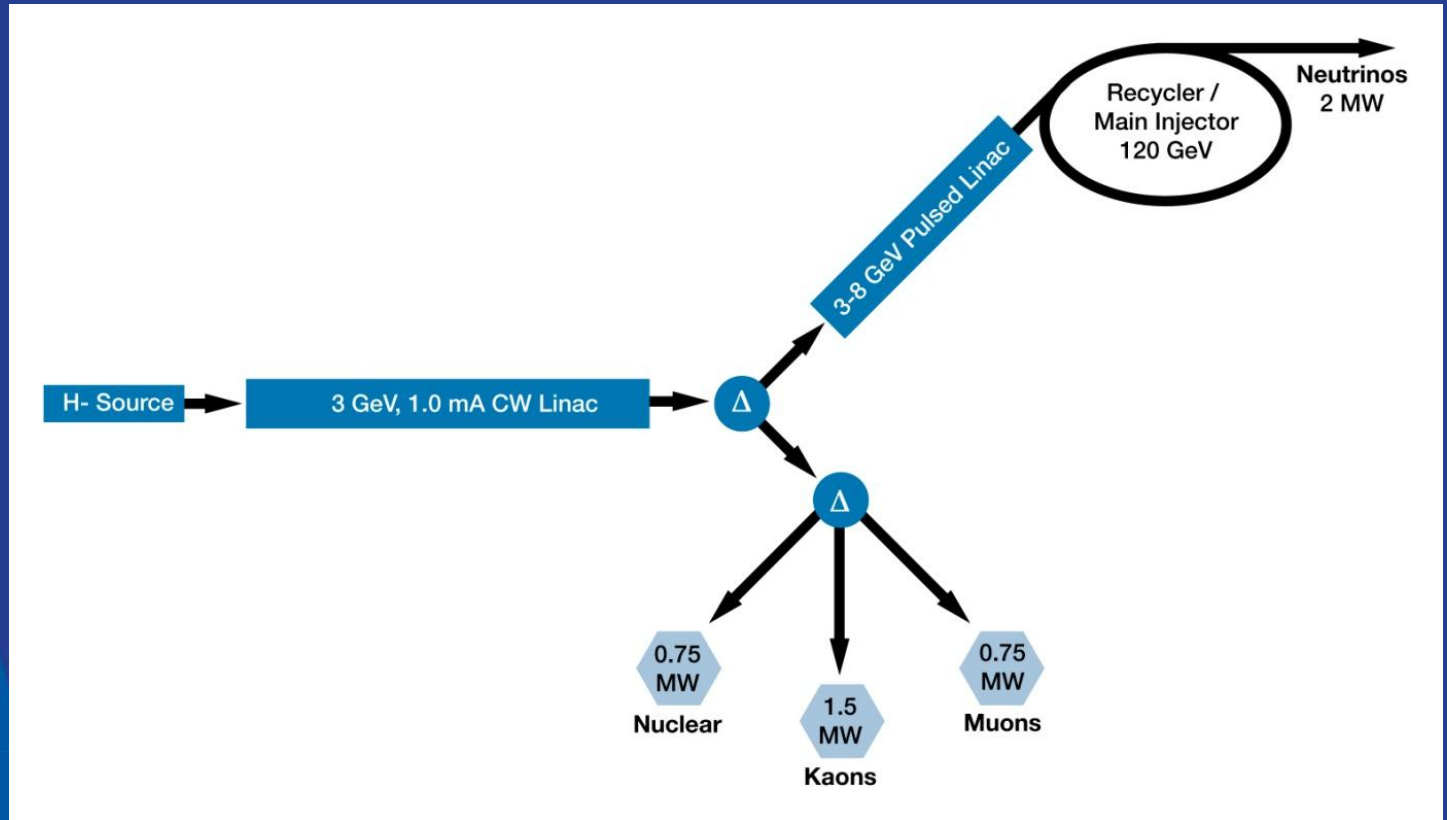 Neutrinos
2 MW
Recycler /
Main Injector
120 GeV
3-8 GeV Pulsed Linac
H- Source
3 GeV, 1.0 mA CW Linac
Δ
Δ
0.75
MW
Nuclear
1.5
MW
Kaons
0.75
MW
Muons